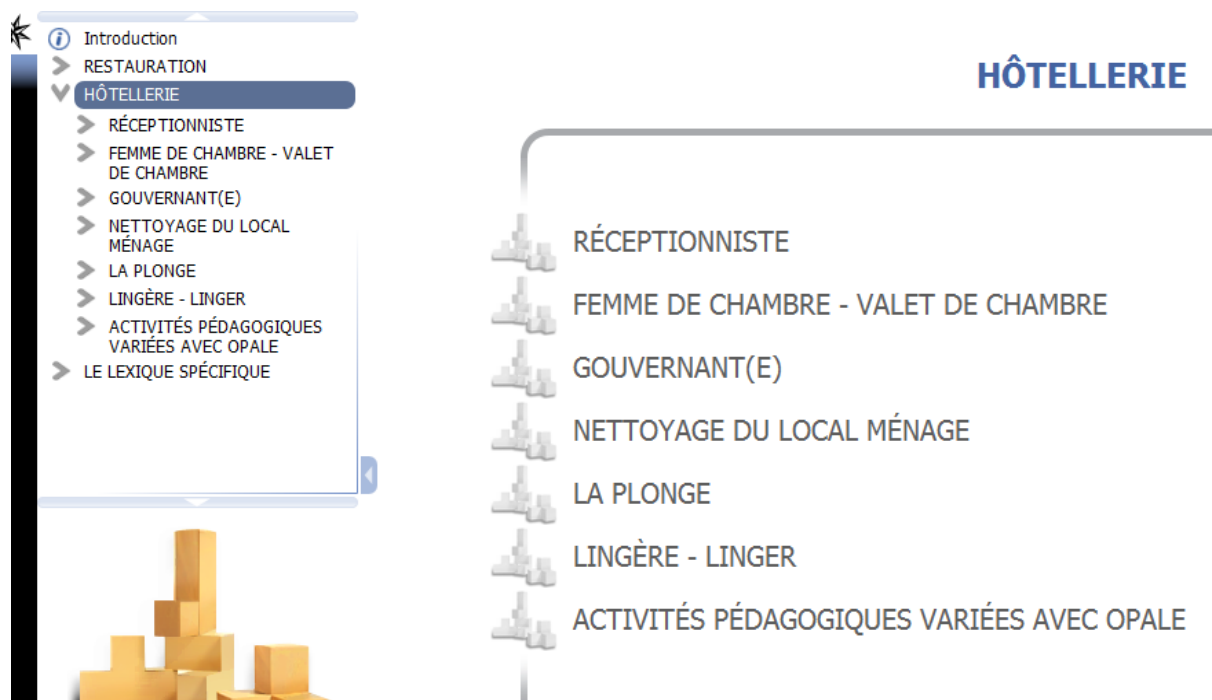 Introduction
RESTAURATION
HÔTELLERIE
RÉCEPTIONNISTE
FEMME DE CHAMBRE - VALET
DE CHAMBRE
GOUVERNANT(E)
NETTOYAGE DU LOCAL
MÉNAGE
LA PLONGE
LINGÈRE - LINGER
ACTIVITÉS PÉDAGOGIQUES
VARIÉES AVEC OPALE
LE LEXIQUE SPÉCIFIQUE
HÔTELLERIE
RÉCEPTIONNISTE
FEMME DE CHAMBRE - VALET DE CHAMBRE
GOUVERNANT(E)
NETTOYAGE DU LOCAL MÉNAGE
LA PLONGE
LINGÈRE - LINGER
ACTIVITÉS PÉDAGOGIQUES VARIÉES AVEC OPALE